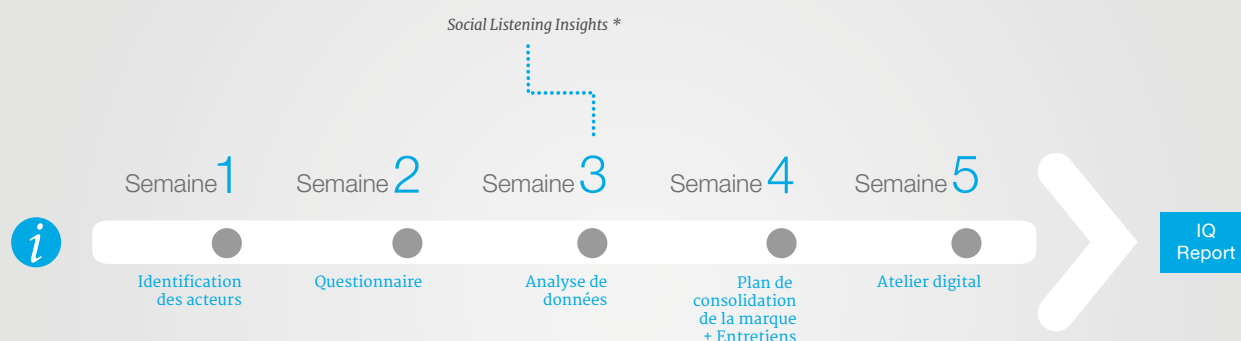 Social Listening Insights *
Semaine 1
Semaine 2
Semaine 3
Semaine 4
Semaine 5
i
Identification
des acteurs
Questionnaire
Analyse de
données
Plan de
consolidation
de la marque
+ Entretiens
Atelier digital
IQ
Report